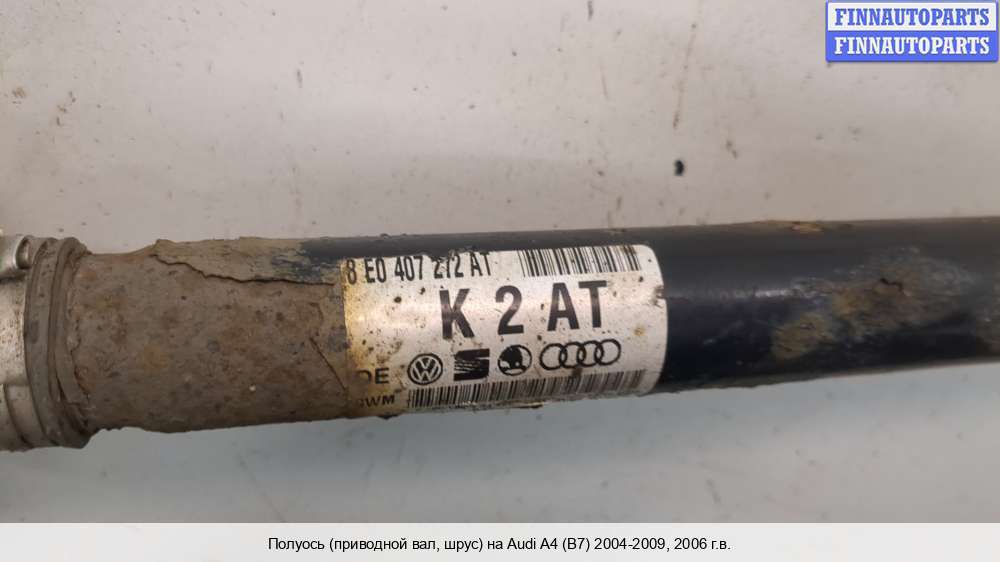 FINNAUTOPARTS
FINNAUTOPARTS
8 E0 407 272 AT
K 2 AT
DE
Полуось (приводной вал, шрус) на Audi A4 (B7) 2004-2009, 2006 г.в.